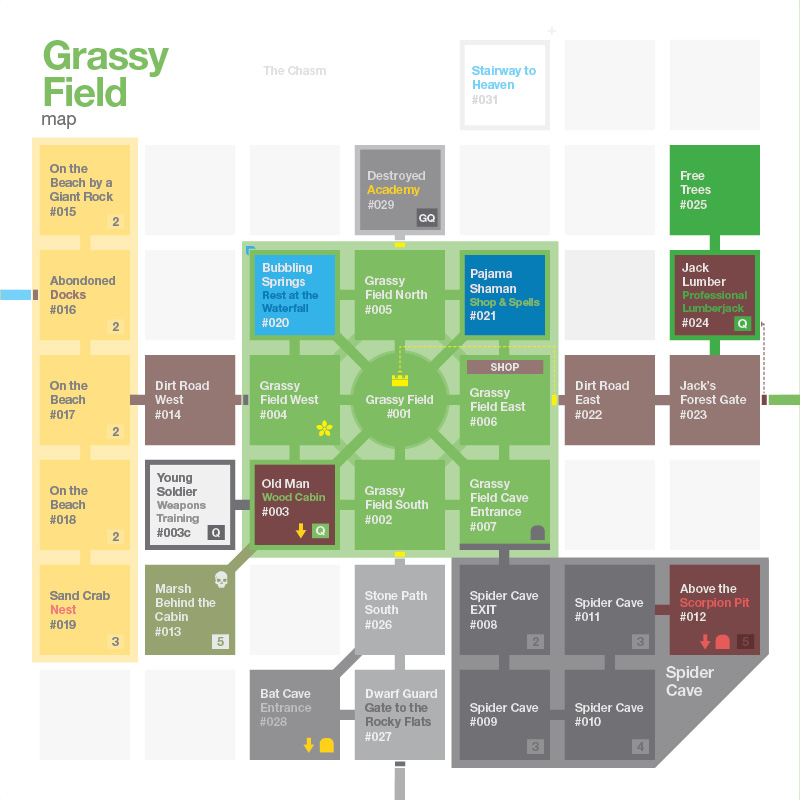 Grassy
Field
map
The Chasm
Stairway to
Heaven
#031
On the
Beach by a
Giant Rock
#015
2
Destroyed
Academy
#029
GQ
Free
Trees
#025
Abondoned
Docks
#016
2
Bubbling
Springs
Rest at the
Waterfall
#020
Grassy
Field North
#005
Pajama
Shaman
Shop & Spells
#021
Jack
Lumber
Professional
Lumberjack
#024
Q
On the
Beach
#017
2
Dirt Road
West
#014
Grassy
Field West
#004
Grassy Field
#001
SHOP
Grassy
Field East
#006
Dirt Road
East
#022
Jack's
Forest Gate
#023
On the
Beach
#018
2
Young
Soldier
Weapons
Training
#003c
Q
Old Man
Wood Cabin
#003
Q
Grassy
Field South
#002
Grassy
Field Cave
Entrance
#007
Sand Crab
Nest
#019
3
Marsh
Behind the
Cabin
#013
5
Stone Path
South
#026
Spider Cave
EXIT
#008
2
Spider Cave
#011
3
Above the
Scorpion Pit
#012
5
Bat Cave
Entrance
#028
Dwarf Guard
Gate to the
Rocky Flats
#027
Spider Cave
#009
3
Spider Cave
#010
4
Spider
Cave